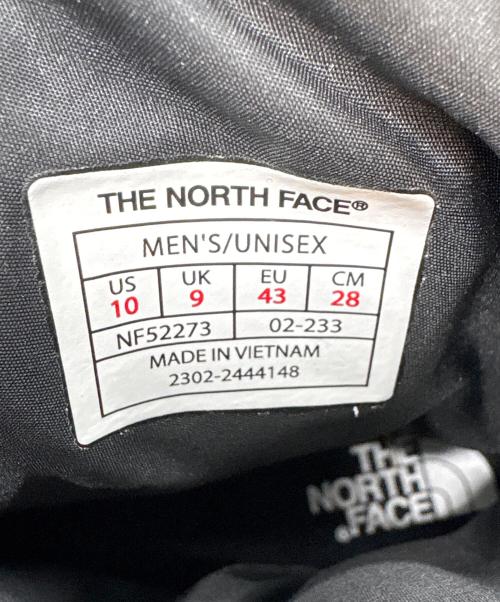 THE NORTH FACE®
MEN'S/UNISEX
US UK EU CM
10 9 43 28
NF52273 02-233
MADE IN VIETNAM
2302-2444148
THE
NORTH
FACE